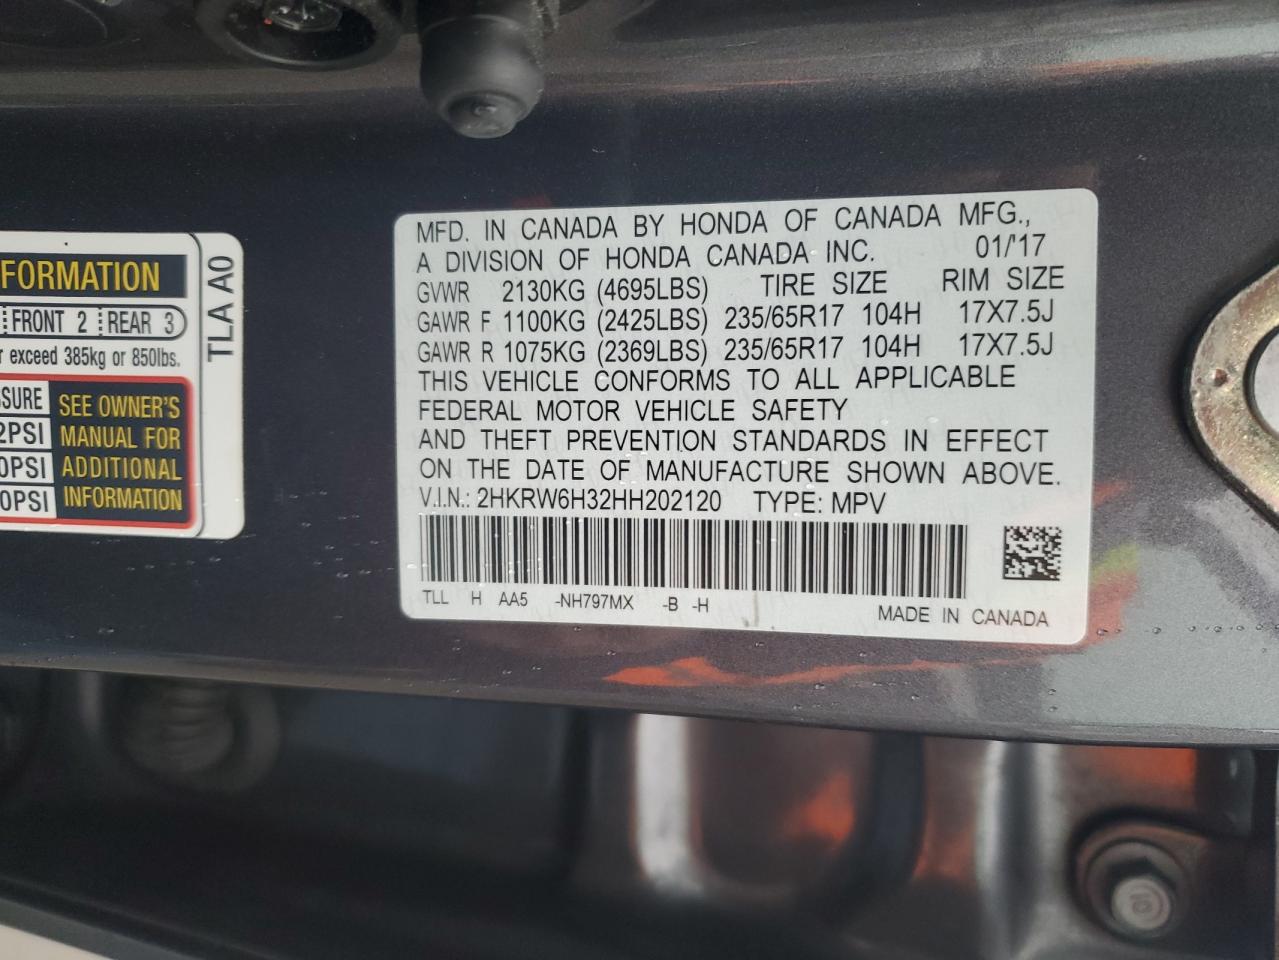 FORMATION
FRONT 2 REAR 3
exceed 385kg or 850lbs.
SEE OWNER'S
MANUAL FOR
ADDITIONAL
INFORMATION
TLA A0
MFD. IN CANADA BY HONDA OF CANADA MFG.,
A DIVISION OF HONDA CANADA INC. 01/'17
GVWR 2130KG (4695LBS) TIRE SIZE RIM SIZE
GAWR F 1100KG (2425LBS) 235/65R17 104H 17X7.5J
GAWR R 1075KG (2369LBS) 235/65R17 104H 17X7.5J
THIS VEHICLE CONFORMS TO ALL APPLICABLE
FEDERAL MOTOR VEHICLE SAFETY
AND THEFT PREVENTION STANDARDS IN EFFECT
ON THE DATE OF MANUFACTURE SHOWN ABOVE.
V.I.N.: 2HKRW6H32HH202120 TYPE: MPV
TLL H AA5 -NH797MX -B -H
MADE IN CANADA